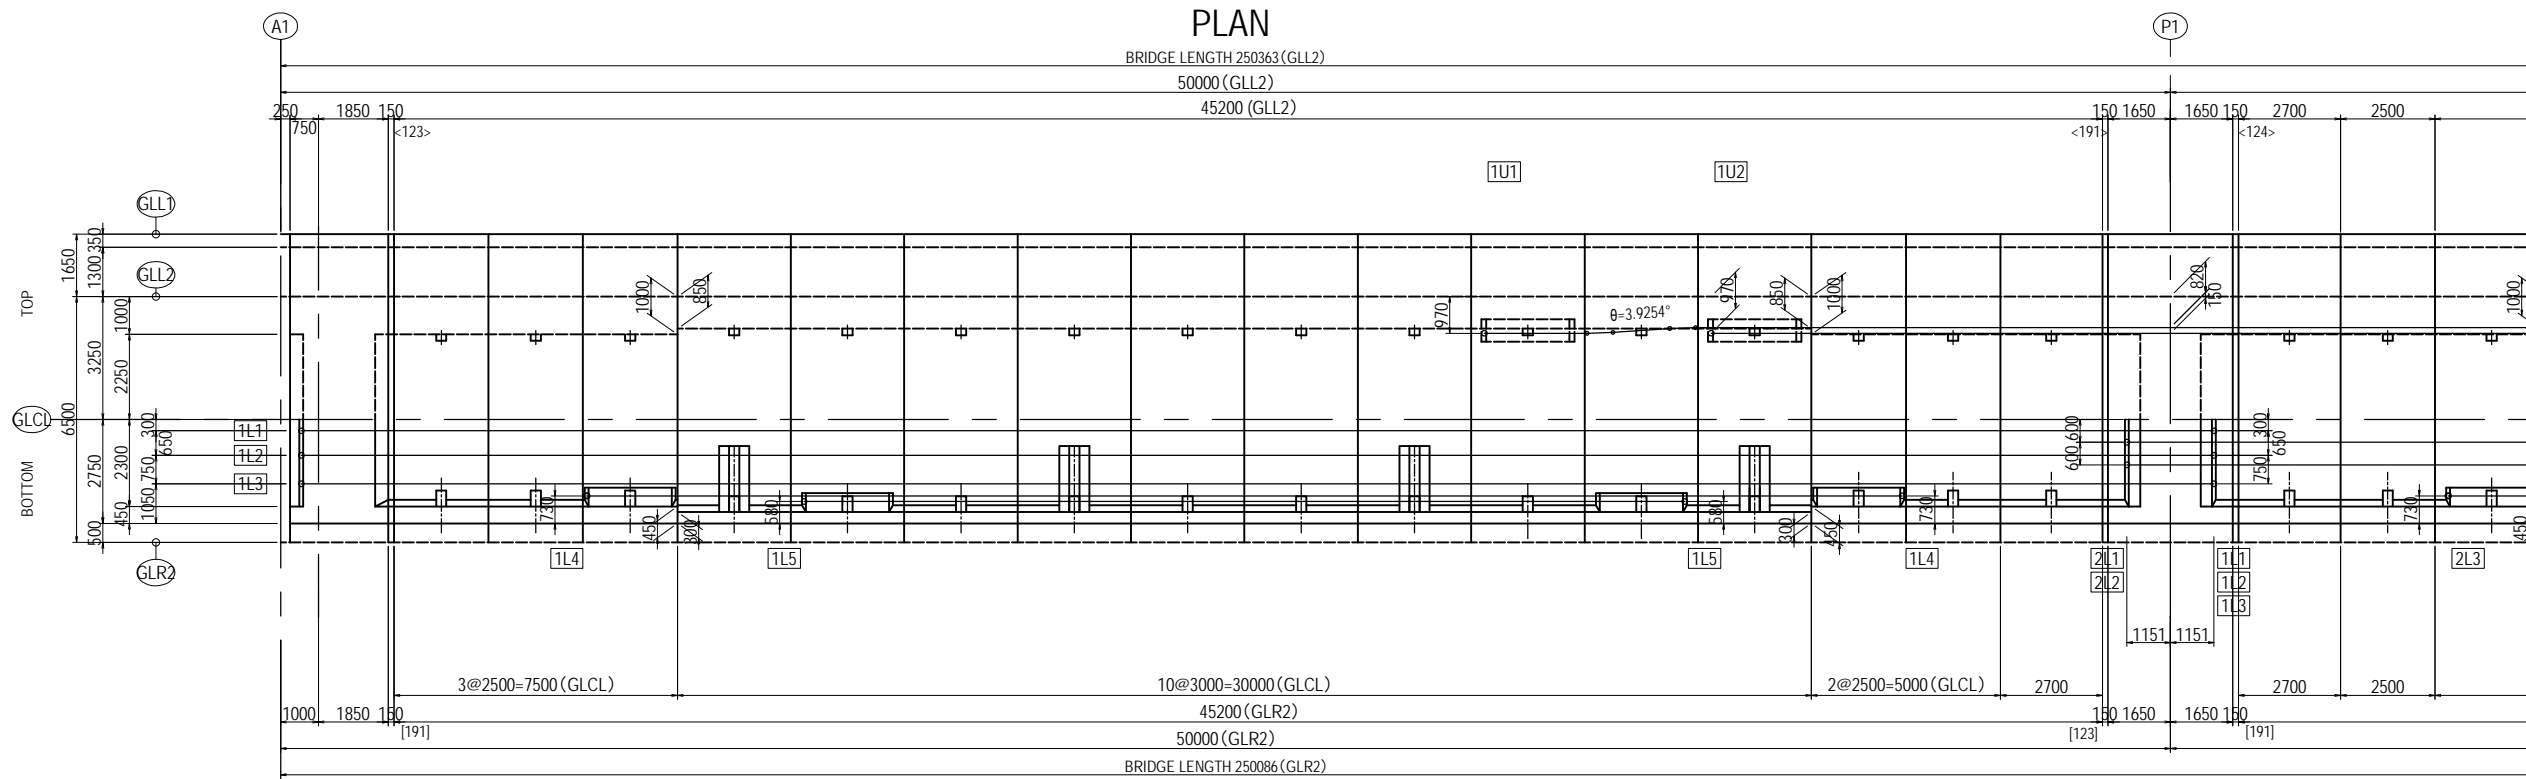 PLAN
A1
P1
BRIDGE LENGTH 250363(GLL2)
50000(GLL2)
250 1850 150 45200 (GLL2) 150 1650 1650 150 2700 2500
750 <123> <191> <124>
1U1 1U2
GLL1
GLL2
GLCL
GLR2
TOP
BOTTOM
1650
6500
350
1300
3250
2750
500
1000
2250
2300
450
300
650
750
1050
1L1
1L2
1L3
1000
850
970
θ=3.9254°
970
850
1000
820
150
1000
600
600
300
650
750
730
450
300
580
580
300
450
730
730
450
1L4 1L5 1L5 1L4 2L1 1L1 2L3
2L2 1L2
1L3
1151 1151
3@2500=7500(GLCL) 10@3000=30000(GLCL) 2@2500=5000(GLCL) 2700 2700 2500
1000 1850 150 45200(GLR2) 150 1650 1650 150
[191] [123] [191]
50000(GLR2)
BRIDGE LENGTH 250086(GLR2)